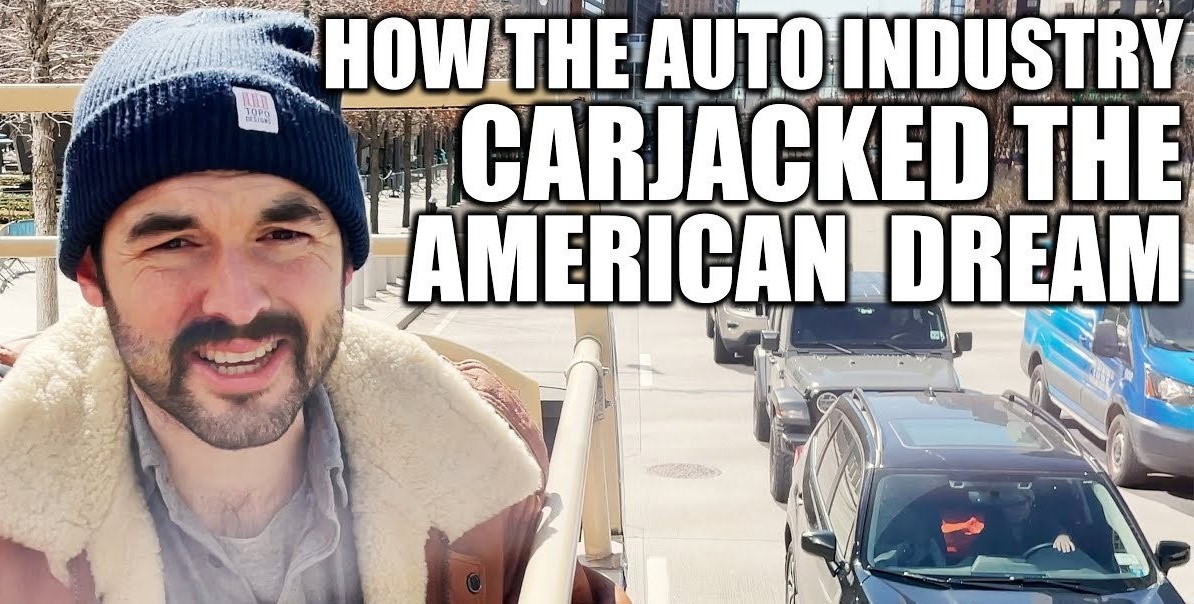 HOW THE AUTO INDUSTRY
CARJACKED THE
AMERICAN DREAM
TOPO
DESIGNS